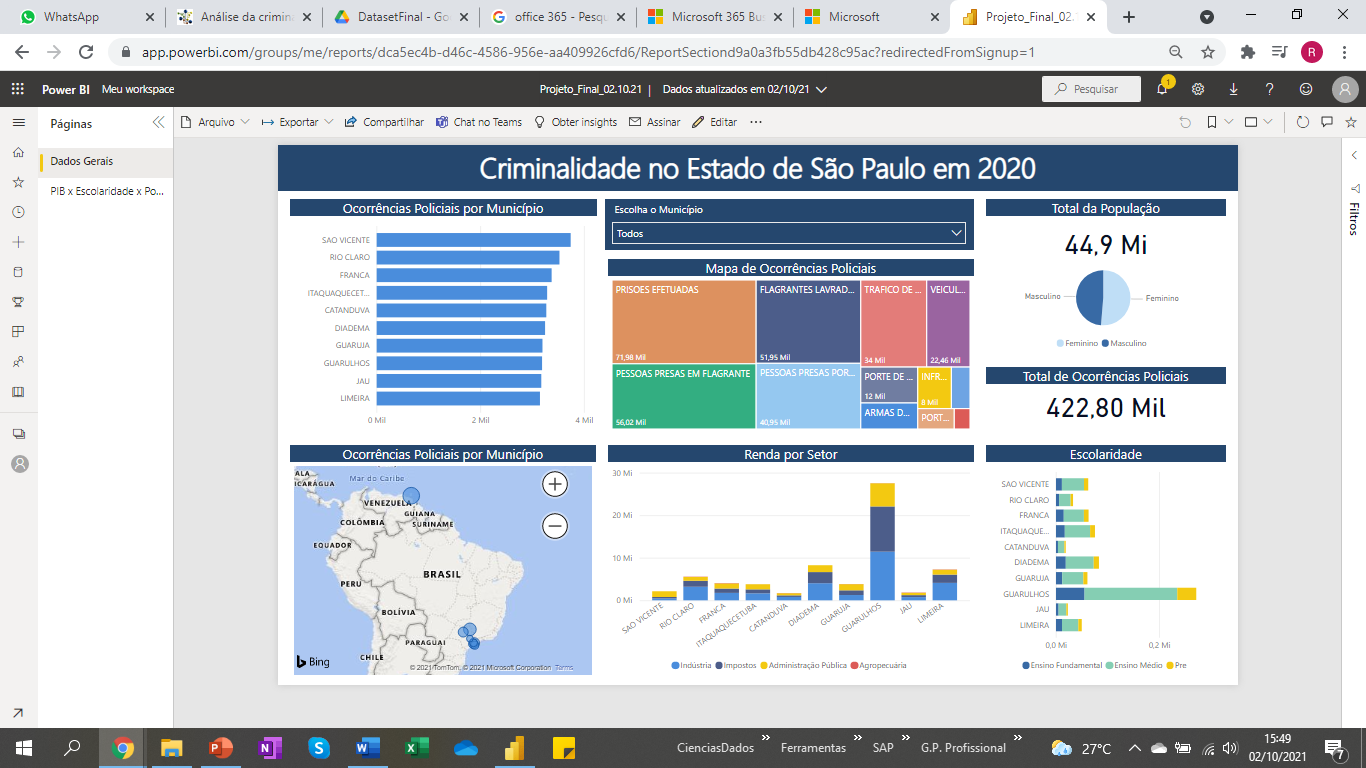 WhatsApp
Análise da crimina
DatasetFinal - Goo
office 365 - Pesqu
Microsoft 365 Bus
Microsoft
Projeto_Final_02.
app.powerbi.com/groups/me/reports/dca5ec4b-d46c-4586-956e-aa409926cfd6/ReportSectiond9a0a3fb55db428c95ac?redirectedFromSignup=1
R
Power BI
Meu workspace
Projeto_Final_02.10.21 | Dados atualizados em 02/10/21
Pesquisar
1
Páginas
Arquivo
Exportar
Compartilhar
Chat no Teams
Obter insights
Assinar
Editar
Dados Gerais
PIB x Escolaridade x Po...
Filtros
Criminalidade no Estado de São Paulo em 2020
Ocorrências Policiais por Município
SAO VICENTE
RIO CLARO
FRANCA
ITAQUAQUECET...
CATANDUVA
DIADEMA
GUARUJA
GUARULHOS
JAU
LIMEIRA
0 Mil
2 Mil
4 Mil
Escolha o Município
Todos
Mapa de Ocorrências Policiais
PRISOES EFETUADAS
71,98 Mil
FLAGRANTES LAVRAD...
51,95 Mil
TRAFICO DE ...
34 Mil
VEICUL...
22,46 Mil
PESSOAS PRESAS EM FLAGRANTE
56,02 Mil
PESSOAS PRESAS POR...
40,95 Mil
PORTE DE ...
12 Mil
INFR...
8 Mil
ARMAS D...
PORT...
Total da População
44,9 Mi
Masculino
Feminino
Feminino
Masculino
Total de Ocorrências Policiais
422,80 Mil
Ocorrências Policiais por Município
ALA
NICARAGUA
Mar do Caribe
VENEZUELA
GUIANA
SURINAME
COLÔMBIA
EQUADOR
PERU
BRASIL
BOLÍVIA
PARAGUAI
CHILE
Bing
© 2021 TomTom, © 2021 Microsoft Corporation Terms
Renda por Setor
30 Mi
20 Mi
10 Mi
0 Mi
SAO VICENTE
RIO CLARO
FRANCA
ITAQUAQUECETUBA
CATANDUVA
DIADEMA
GUARUJA
GUARULHOS
JAU
LIMEIRA
Indústria
Impostos
Administração Pública
Agropecuária
Escolaridade
SAO VICENTE
RIO CLARO
FRANCA
ITAQUAQUE...
CATANDUVA
DIADEMA
GUARUJA
GUARULHOS
JAU
LIMEIRA
0,0 Mi
0,2 Mi
Ensino Fundamental
Ensino Médio
Pre
CienciasDados
Ferramentas
SAP
G.P. Profissional
27°C
15:49
02/10/2021
7